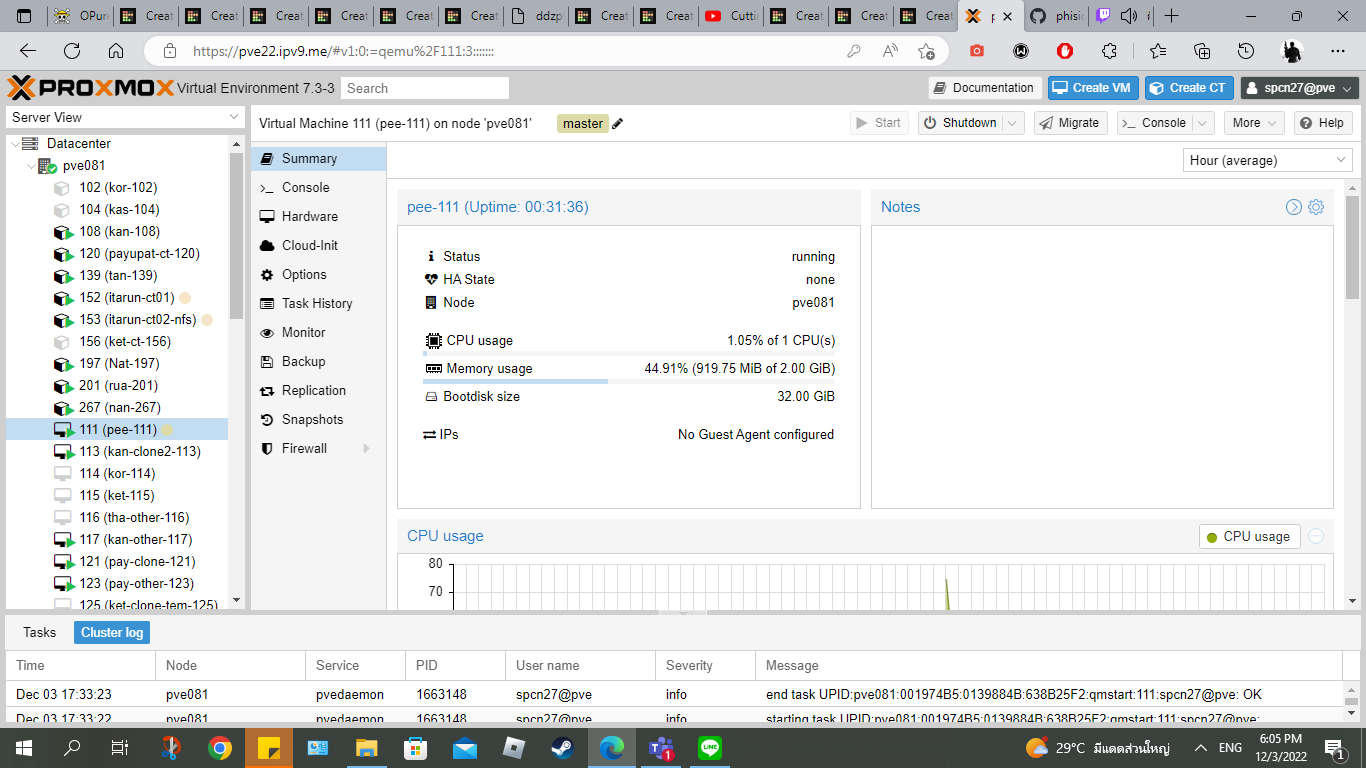 OPure
Creat
Creat
Creat
Creat
Creat
Creat
ddzp
Creat
Creat
Cuttin
Creat
Creat
Creat
phisi
https://pve22.ipv9.me/#v1:0:=qemu%2F111:3:::::::
PROXMOX Virtual Environment 7.3-3
Search
Documentation
Create VM
Create CT
spcn27@pve
Server View
Virtual Machine 111 (pee-111) on node 'pve081'
master
Start
Shutdown
Migrate
Console
More
Help
Datacenter
pve081
102 (kor-102)
104 (kas-104)
108 (kan-108)
120 (payupat-ct-120)
139 (tan-139)
152 (itarun-ct01)
153 (itarun-ct02-nfs)
156 (ket-ct-156)
197 (Nat-197)
201 (rua-201)
267 (nan-267)
111 (pee-111)
113 (kan-clone2-113)
114 (kor-114)
115 (ket-115)
116 (tha-other-116)
117 (kan-other-117)
121 (pay-clone-121)
123 (pay-other-123)
125 (ket-clone-tem-125)
Summary
Console
Hardware
Cloud-Init
Options
Task History
Monitor
Backup
Replication
Snapshots
Firewall
Hour (average)
pee-111 (Uptime: 00:31:36)
Status running
HA State none
Node pve081
CPU usage 1.05% of 1 CPU(s)
Memory usage 44.91% (919.75 MiB of 2.00 GiB)
Bootdisk size 32.00 GiB
IPs No Guest Agent configured
Notes
CPU usage
CPU usage
80
70
Tasks
Cluster log
Time Node Service PID User name Severity Message
Dec 03 17:33:23 pve081 pvedaemon 1663148 spcn27@pve info end task UPID:pve081:001974B5:0139884B:638B25F2:qmstart:111:spcn27@pve: OK
Dec 03 17:33:22 pve081 pvedaemon 1663148 spcn27@pve info starting task UPID:pve081:001974B5:0139884B:638B25F2:qmstart:111:spcn27@pve:
29°C มีแดดส่วนใหญ่
ENG
6:05 PM
12/3/2022
1
1